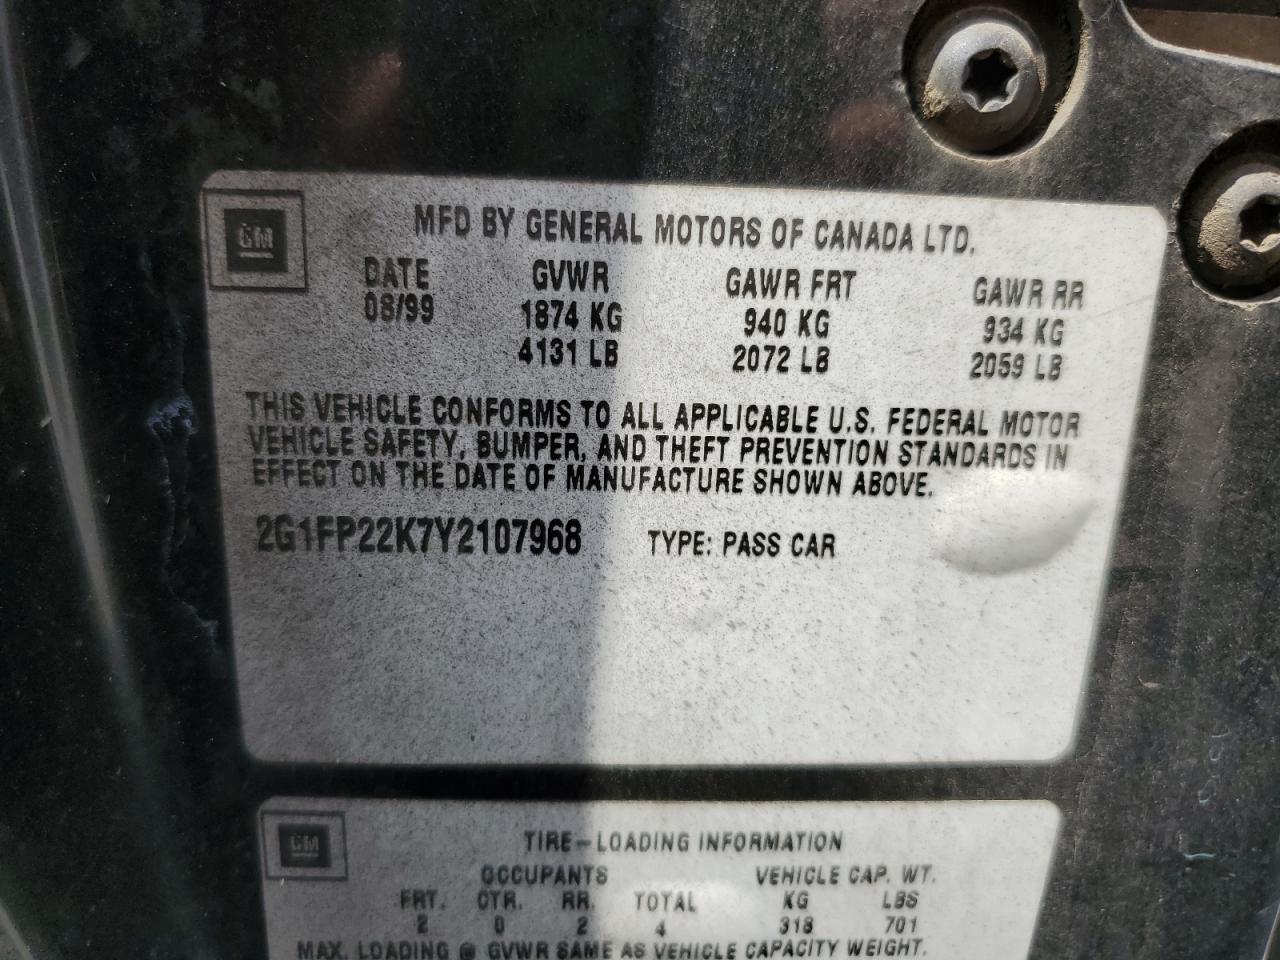 GM
MFD BY GENERAL MOTORS OF CANADA LTD.
DATE GVWR GAWR FRT GAWR RR
08/99 1874 KG 940 KG 934 KG
4131 LB 2072 LB 2059 LB
THIS VEHICLE CONFORMS TO ALL APPLICABLE U.S. FEDERAL MOTOR
VEHICLE SAFETY, BUMPER, AND THEFT PREVENTION STANDARDS IN
EFFECT ON THE DATE OF MANUFACTURE SHOWN ABOVE.
2G1FP22K7Y2107968 TYPE: PASS CAR
GM
TIRE-LOADING INFORMATION
OCCUPANTS VEHICLE CAP. WT.
FRT. CTR. RR. TOTAL KG LBS
2 0 2 4 318 701
MAX. LOADING @ GVWR SAME AS VEHICLE CAPACITY WEIGHT.